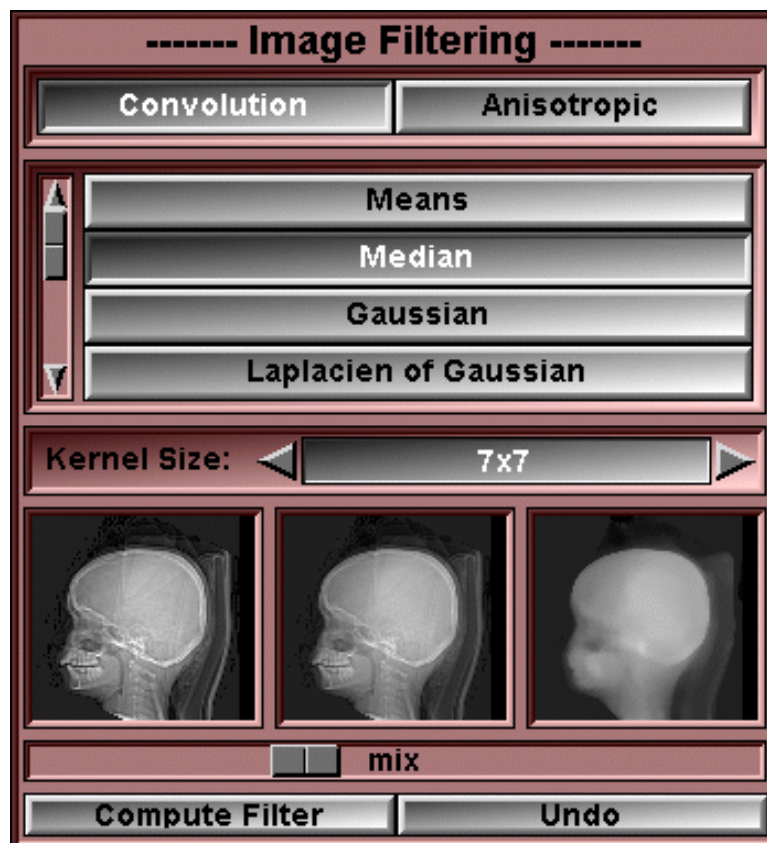 ------- Image Filtering -------
Convolution Anisotropic
Means
Median
Gaussian
Laplacien of Gaussian
Kernel Size: 7x7
mix
Compute Filter Undo